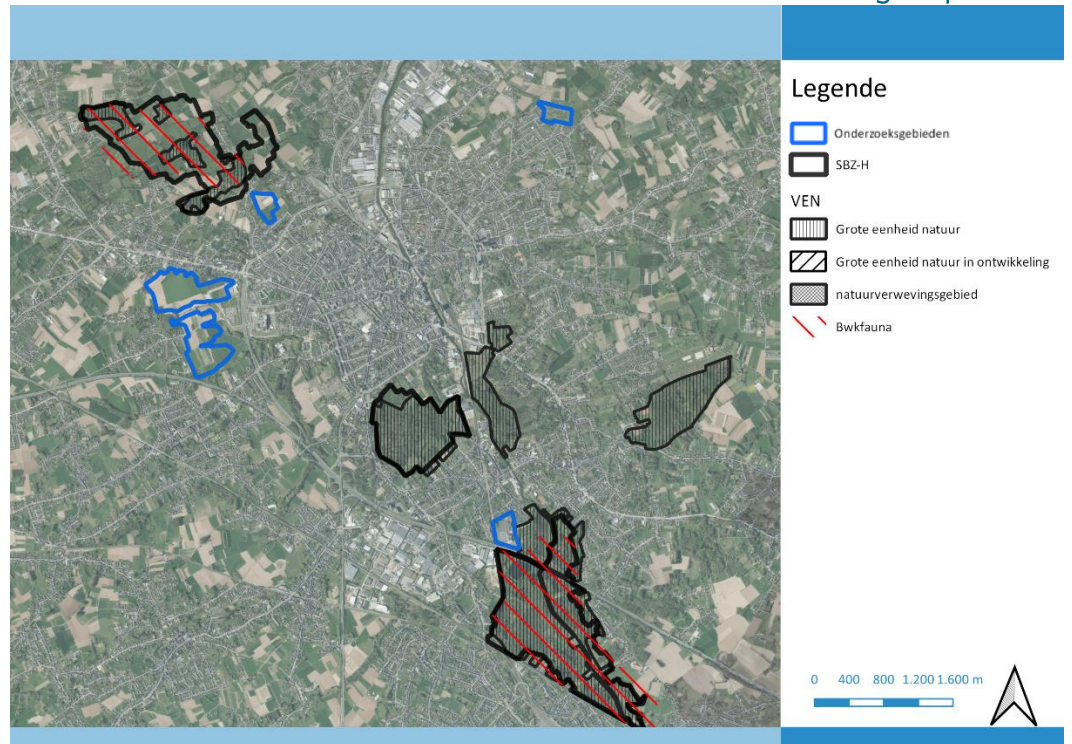 Legende
Onderzoeksgebieden
SBZ-H
VEN
Grote eenheid natuur
Grote eenheid natuur in ontwikkeling
natuurverwevingsgebied
Bwkfauna
0 400 800 1.200 1.600 m